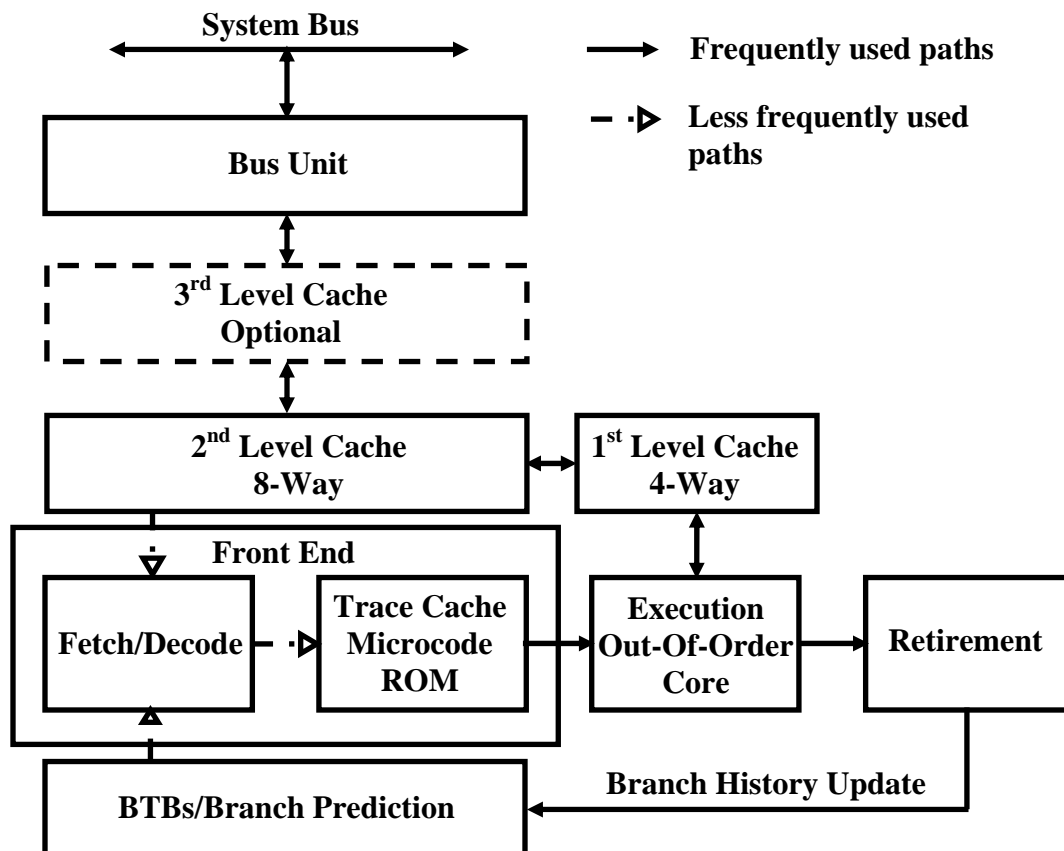 System Bus
Frequently used paths
Less frequently used
paths
Bus Unit
3rd Level Cache
Optional
2nd Level Cache
8-Way
1st Level Cache
4-Way
Front End
Fetch/Decode
Trace Cache
Microcode
ROM
Execution
Out-Of-Order
Core
Retirement
Branch History Update
BTBs/Branch Prediction